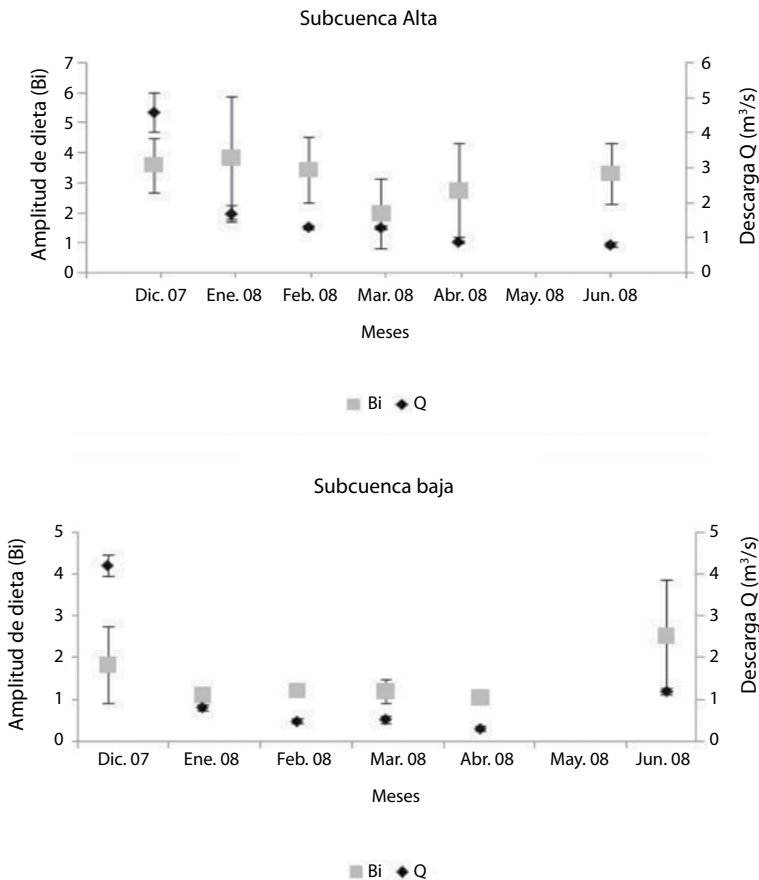 Subcuenca Alta
Amplitud de dieta (Bi)
7
6
5
4
3
2
1
0
6
5
4
3
2
1
0
Descarga Q (m³/s)
Dic. 07 Ene. 08 Feb. 08 Mar. 08 Abr. 08 May. 08 Jun. 08
Meses
Bi Q
Subcuenca baja
Amplitud de dieta (Bi)
5
4
3
2
1
0
5
4
3
2
1
0
Descarga Q (m³/s)
Dic. 07 Ene. 08 Feb. 08 Mar. 08 Abr. 08 May. 08 Jun. 08
Meses
Bi Q